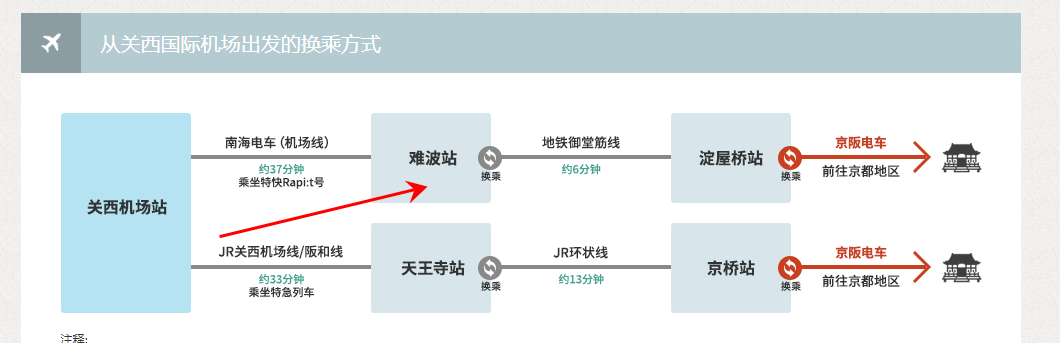 从关西国际机场出发的换乘方式
关西机场站
南海电车（机场线）
约37分钟
乘坐特快Rapi:t号
难波站
换乘
地铁御堂筋线
约6分钟
淀屋桥站
换乘
京阪电车
前往京都地区
JR关西机场线/阪和线
约33分钟
乘坐特急列车
天王寺站
换乘
JR环状线
约13分钟
京桥站
换乘
京阪电车
前往京都地区
注释: